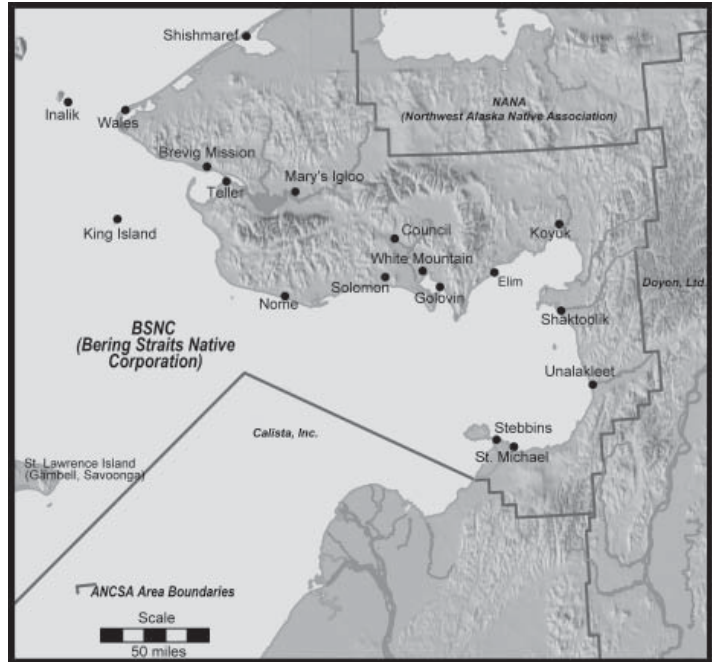 Shishmaref
NANA
(Northwest Alaska Native Association)
Inalik
Wales
Brevig Mission
Teller
Mary's Igloo
King Island
Council
Koyuk
White Mountain
Solomon
Elim
Golovin
Nome
Doyon, Ltd.
Shaktoolik
BSNC
(Bering Straits Native
Corporation)
Unalakleet
Calista, Inc.
Stebbins
St. Michael
St. Lawrence Island
(Gambell, Savoonga)
ANCSA Area Boundaries
Scale
50 miles